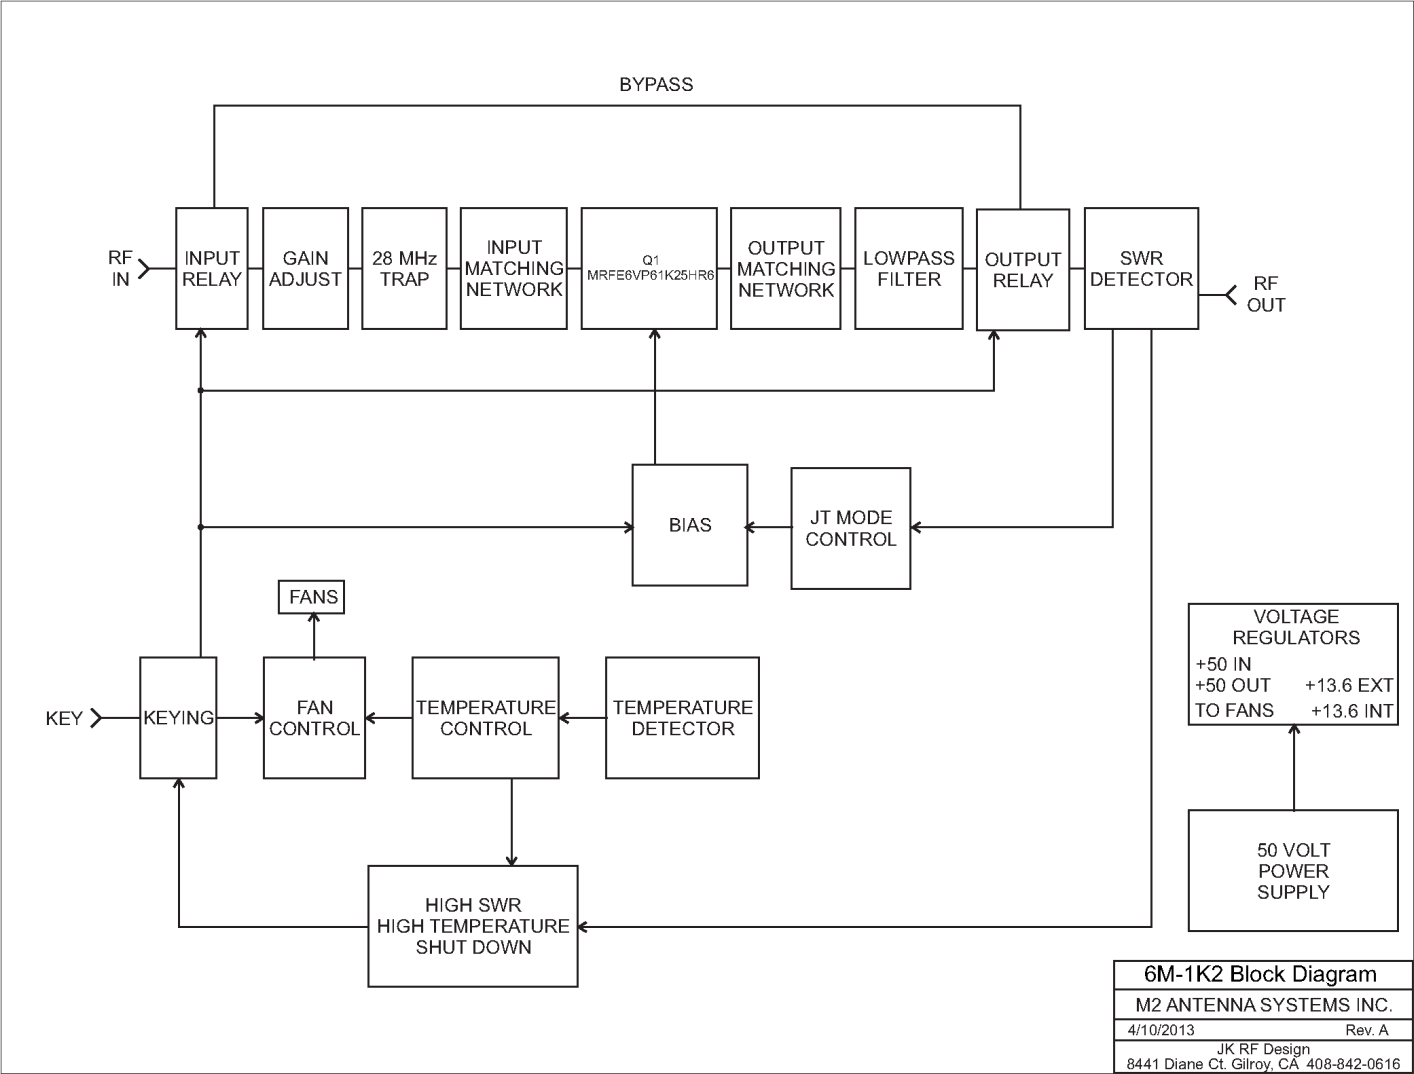 BYPASS
RF
IN
INPUT
RELAY
GAIN
ADJUST
28 MHz
TRAP
INPUT
MATCHING
NETWORK
Q1
MRFE6VP61K25HR6
OUTPUT
MATCHING
NETWORK
LOWPASS
FILTER
OUTPUT
RELAY
SWR
DETECTOR
RF
OUT
BIAS
JT MODE
CONTROL
FANS
KEY
KEYING
FAN
CONTROL
TEMPERATURE
CONTROL
TEMPERATURE
DETECTOR
VOLTAGE
REGULATORS
+50 IN
+50 OUT +13.6 EXT
TO FANS +13.6 INT
HIGH SWR
HIGH TEMPERATURE
SHUT DOWN
50 VOLT
POWER
SUPPLY
6M-1K2 Block Diagram
M2 ANTENNA SYSTEMS INC.
4/10/2013 Rev. A
JK RF Design
8441 Diane Ct. Gilroy, CA 408-842-0616